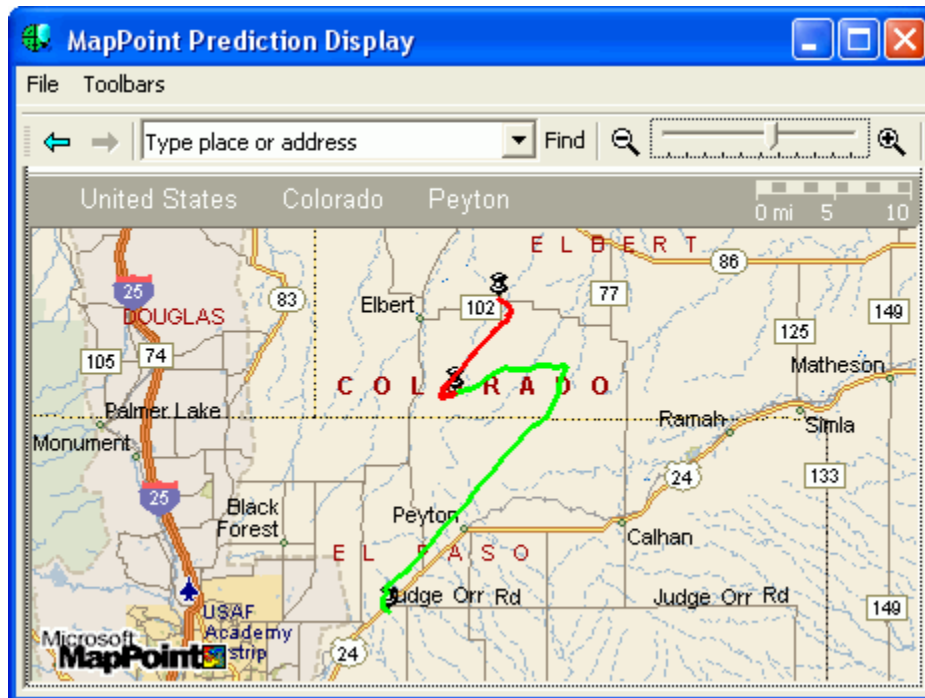 MapPoint Prediction Display
File Toolbars
Type place or address Find
United States Colorado Peyton
0 mi 5 10
ELBERT
86
25
83
Elbert
102
77
149
DOUGLAS
125
105
74
Matheson
COLORADO
Palmer Lake
Ramah
Simla
Monument
24
133
25
Black
Forest
Peyton
Calhan
EL PASO
Judge Orr Rd
Judge Orr Rd
149
USAF
Academy
strip
24
Microsoft
MapPoint